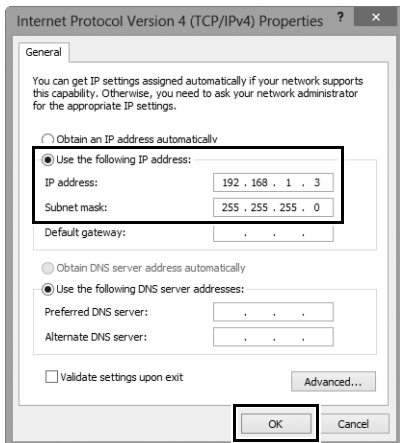 Internet Protocol Version 4 (TCP/IPv4) Properties ? ×
General
You can get IP settings assigned automatically if your network supports
this capability. Otherwise, you need to ask your network administrator
for the appropriate IP settings.
Obtain an IP address automatically
Use the following IP address:
IP address: 192 . 168 . 1 . 3
Subnet mask: 255 . 255 . 255 . 0
Default gateway: . . .
Obtain DNS server address automatically
Use the following DNS server addresses:
Preferred DNS server: . . .
Alternate DNS server: . . .
Validate settings upon exit
Advanced...
OK Cancel